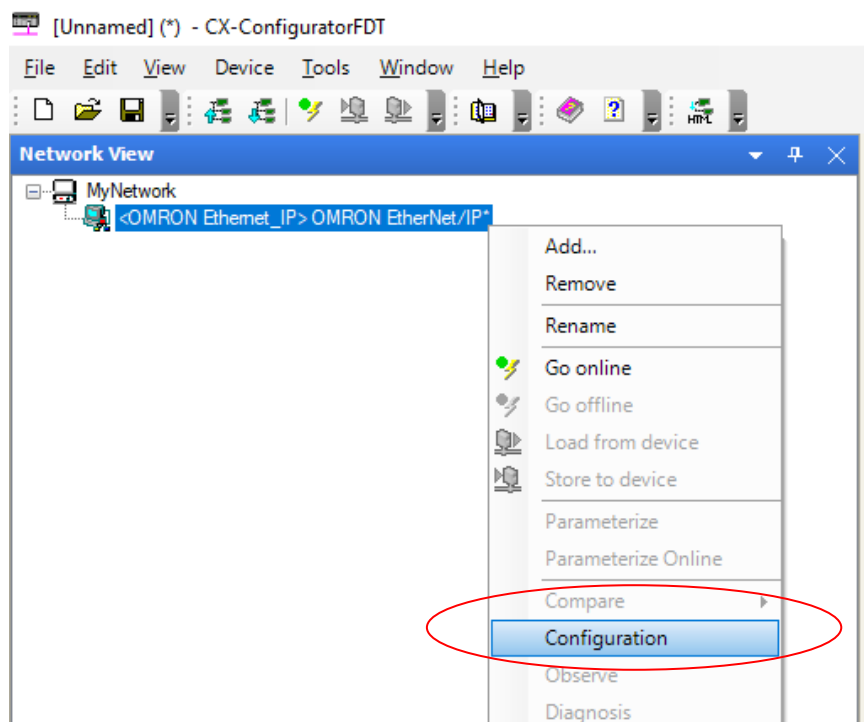 [Unnamed] (*) - CX-ConfiguratorFDT
File Edit View Device Tools Window Help
HTML
Network View
MyNetwork
<OMRON Ethernet_IP> OMRON EtherNet/IP*
Add...
Remove
Rename
Go online
Go offline
Load from device
Store to device
Parameterize
Parameterize Online
Compare
Configuration
Observe
Diagnosis